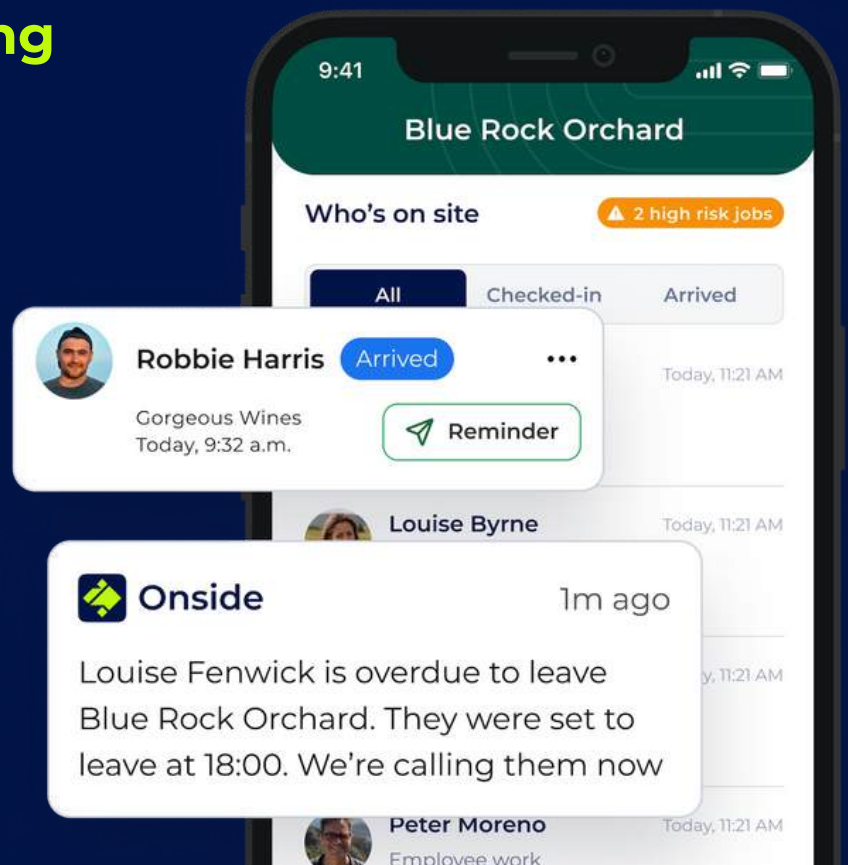 ng
9:41
Blue Rock Orchard
Who's on site
2 high risk jobs
All Checked-in Arrived
Robbie Harris Arrived
Today, 11:21 AM
Gorgeous Wines
Today, 9:32 a.m.
Reminder
Louise Byrne Today, 11:21 AM
Onside 1m ago
Louise Fenwick is overdue to leave
Blue Rock Orchard. They were set to
leave at 18:00. We're calling them now
y, 11:21 AM
Peter Moreno Today, 11:21 AM
Employee work